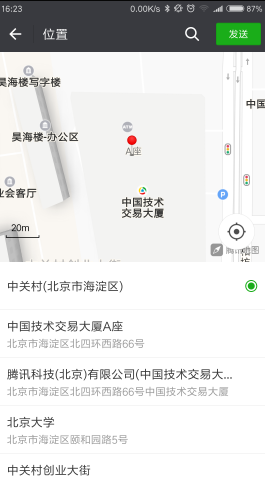 16:23
0.00K/s
87%
位置
发送
昊海楼写字楼
中国
昊海楼-办公区
A座
业会客厅
中国技术
交易大厦
20m
腾讯地图
中关村(北京市海淀区)
中国技术交易大厦A座
北京市海淀区北四环西路66号
腾讯科技(北京)有限公司(中国技术交易大...
北京市海淀区北四环西路66号中国技术交易大厦
北京大学
北京市海淀区颐和园路5号
中关村创业大街